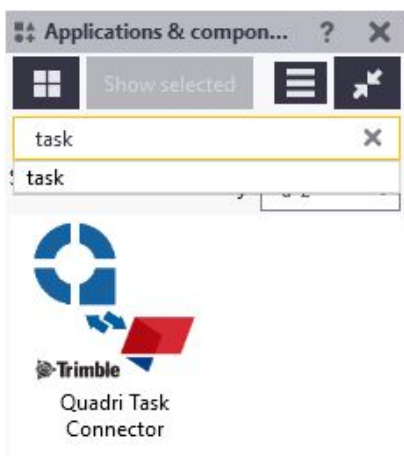 Applications & compon... ?
Show selected
task
task
Trimble
Quadri Task
Connector